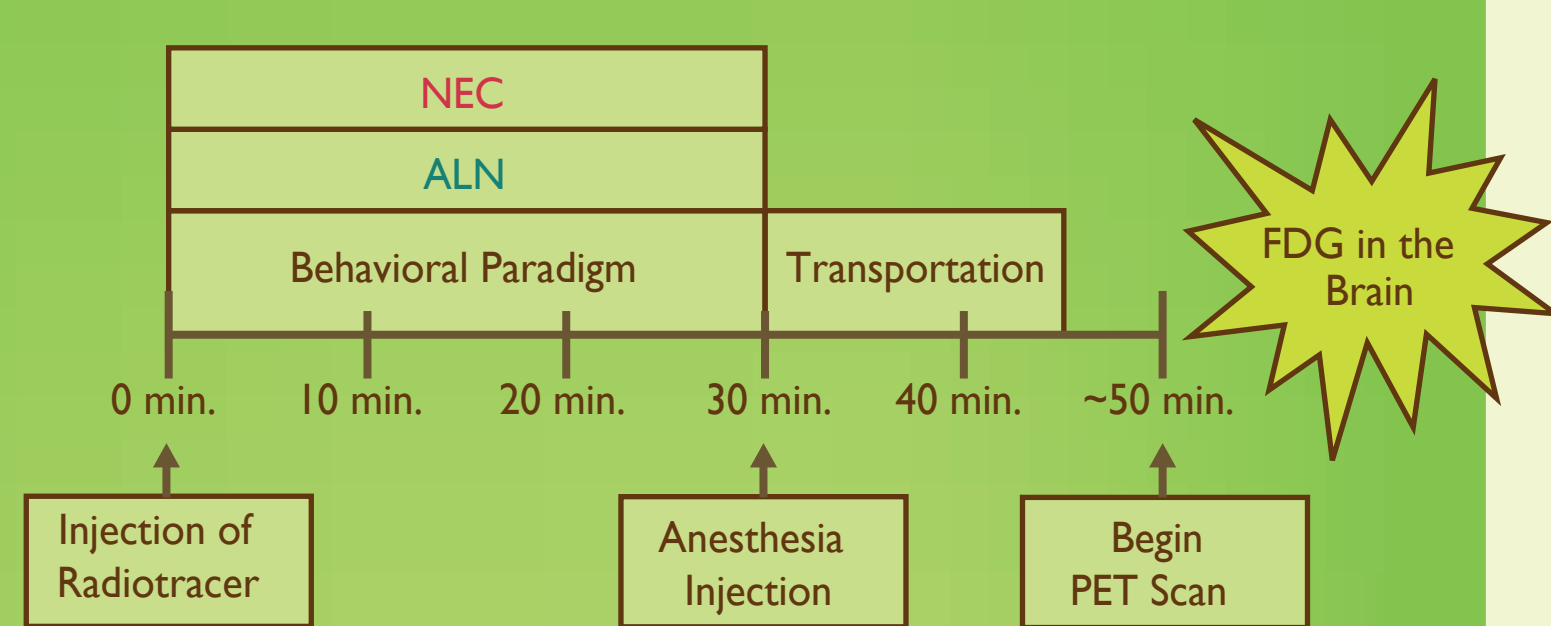 NEC
ALN
Behavioral Paradigm
Transportation
FDG in the
Brain
0 min.
10 min.
20 min.
30 min.
40 min.
~50 min.
Injection of
Radiotracer
Anesthesia
Injection
Begin
PET Scan